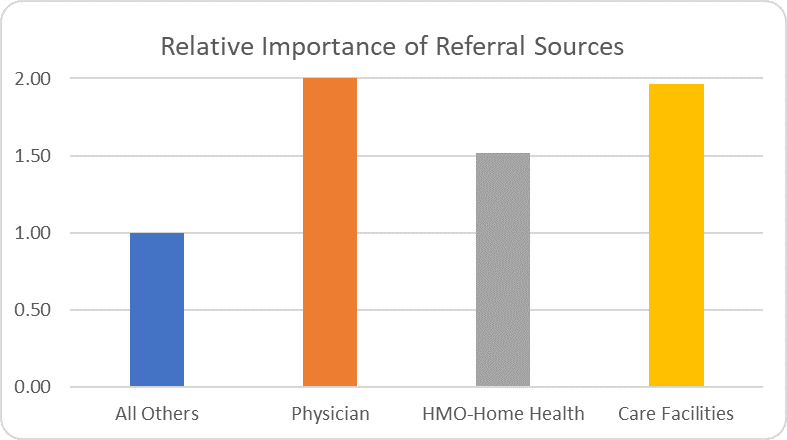 Relative Importance of Referral Sources
2.00
1.50
1.00
0.50
0.00
All Others Physician HMO-Home Health Care Facilities